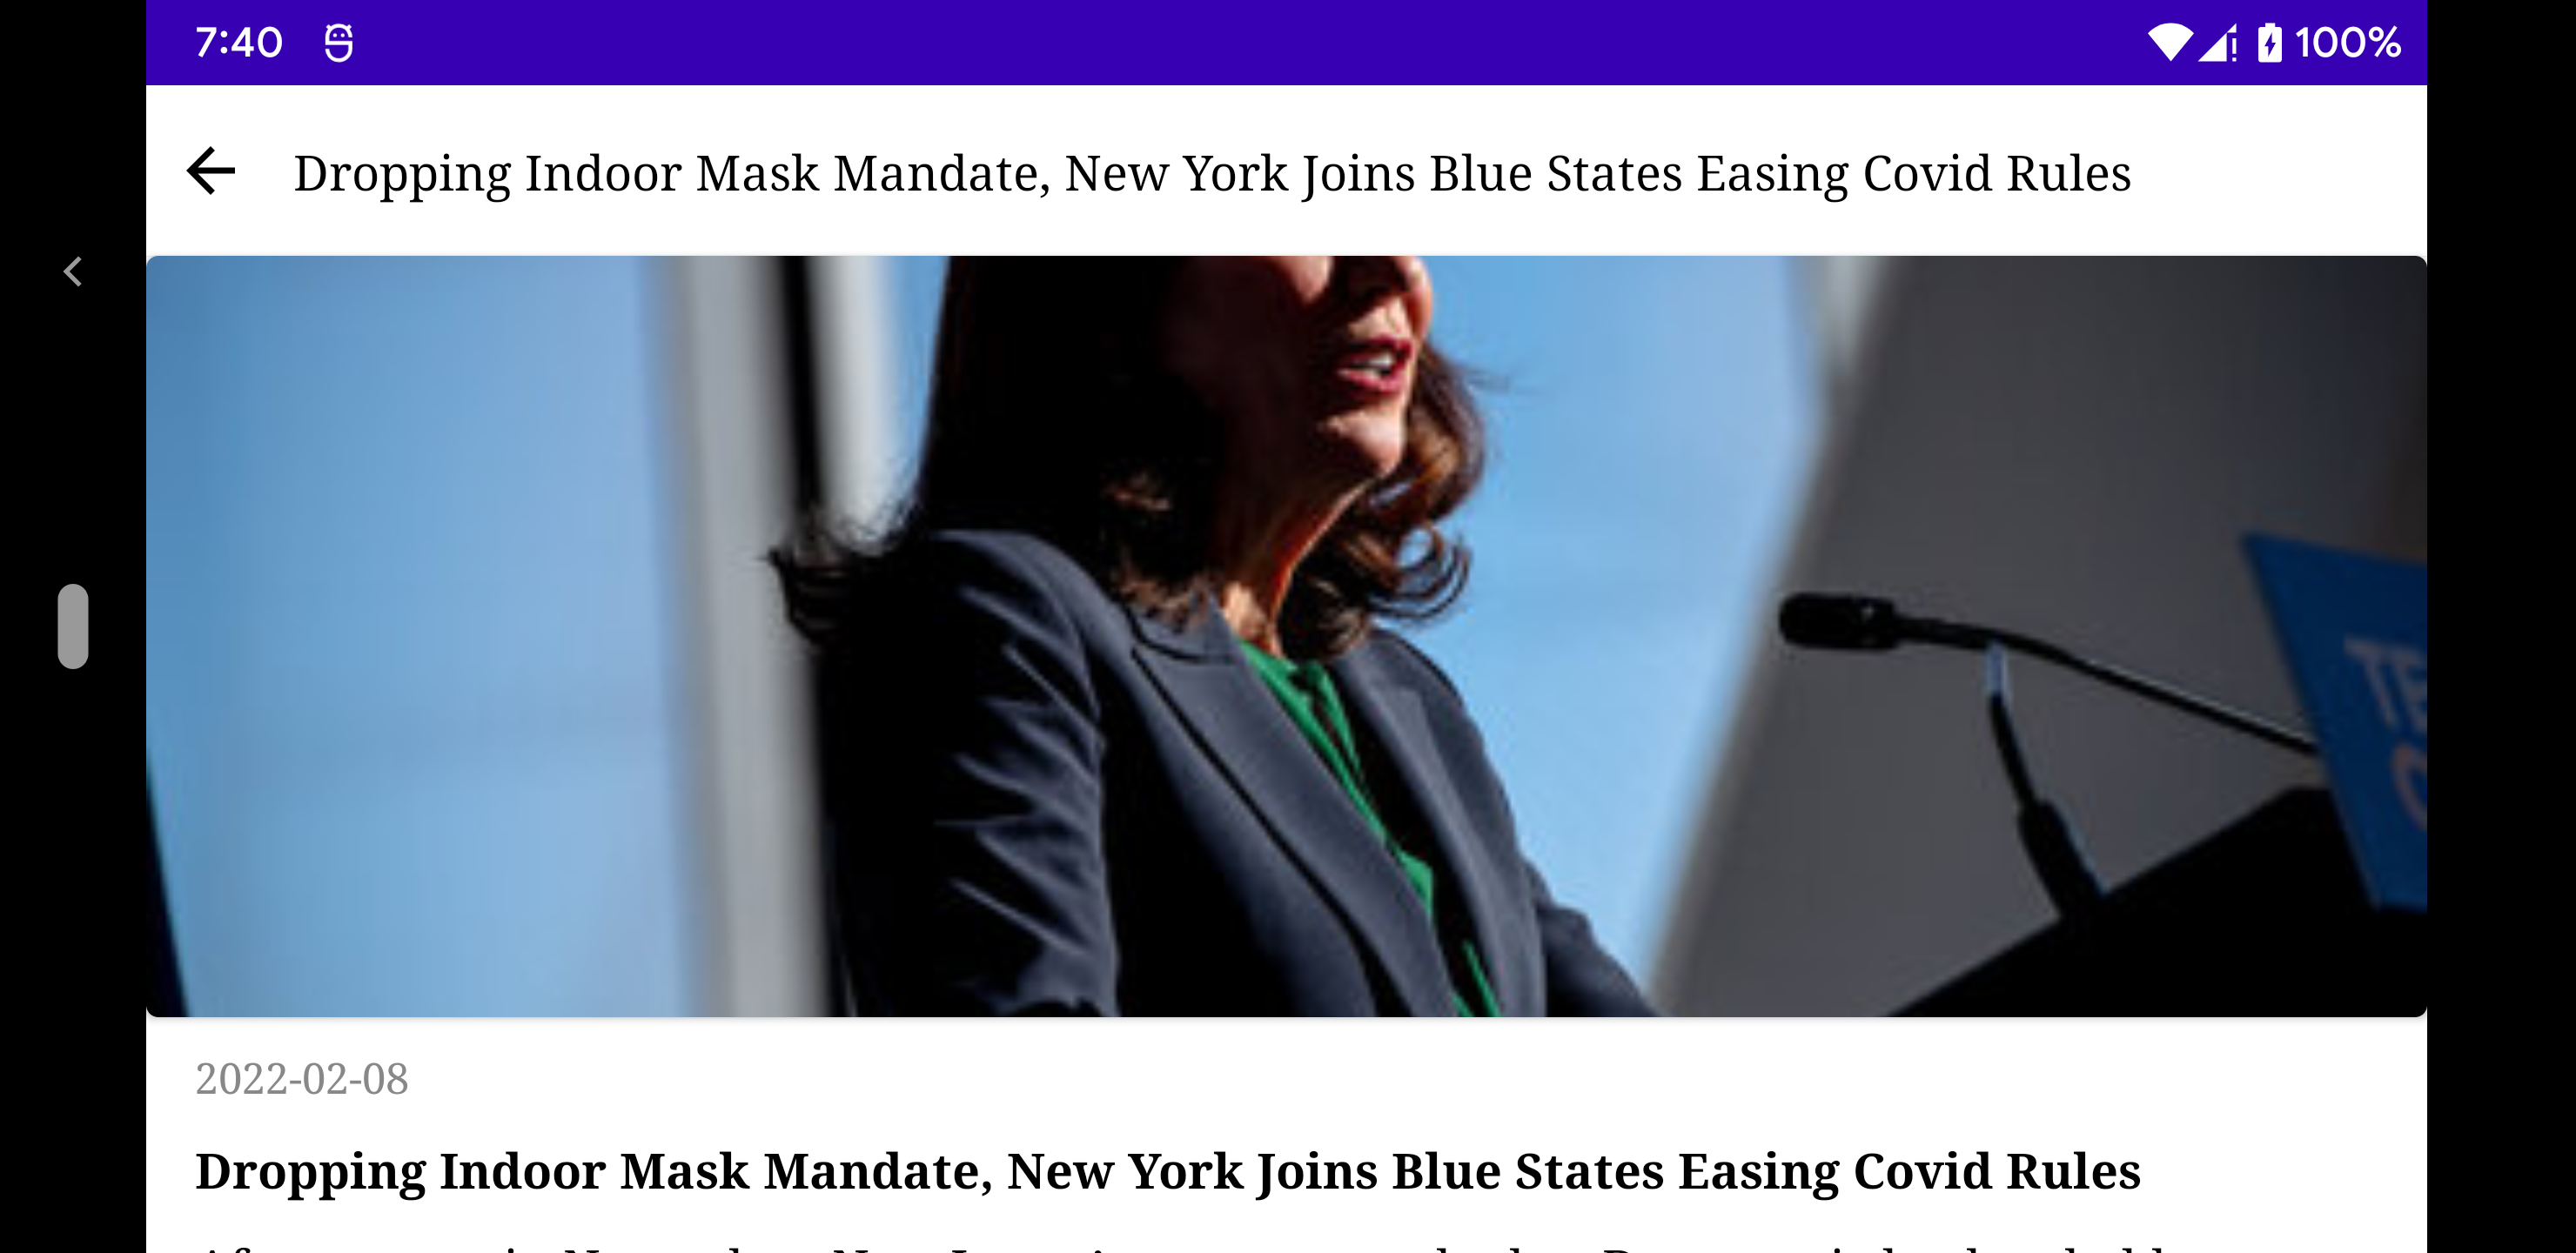 7:40 100%
Dropping Indoor Mask Mandate, New York Joins Blue States Easing Covid Rules
TE
2022-02-08
Dropping Indoor Mask Mandate, New York Joins Blue States Easing Covid Rules